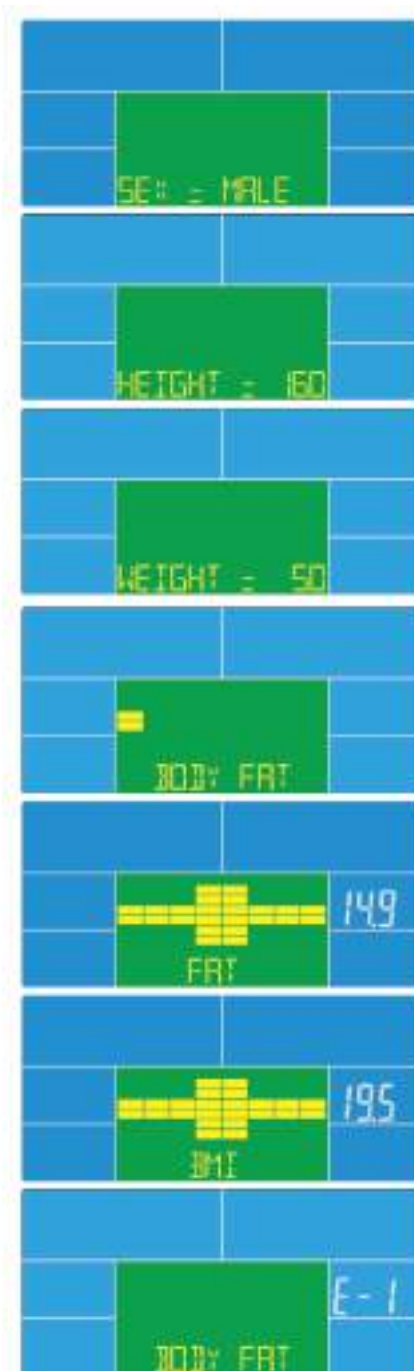 SEX = MALE
HEIGHT = 160
WEIGHT = 50
BODY FAT
14.9
FAT
19.5
BMI
E-1
BODY FAT